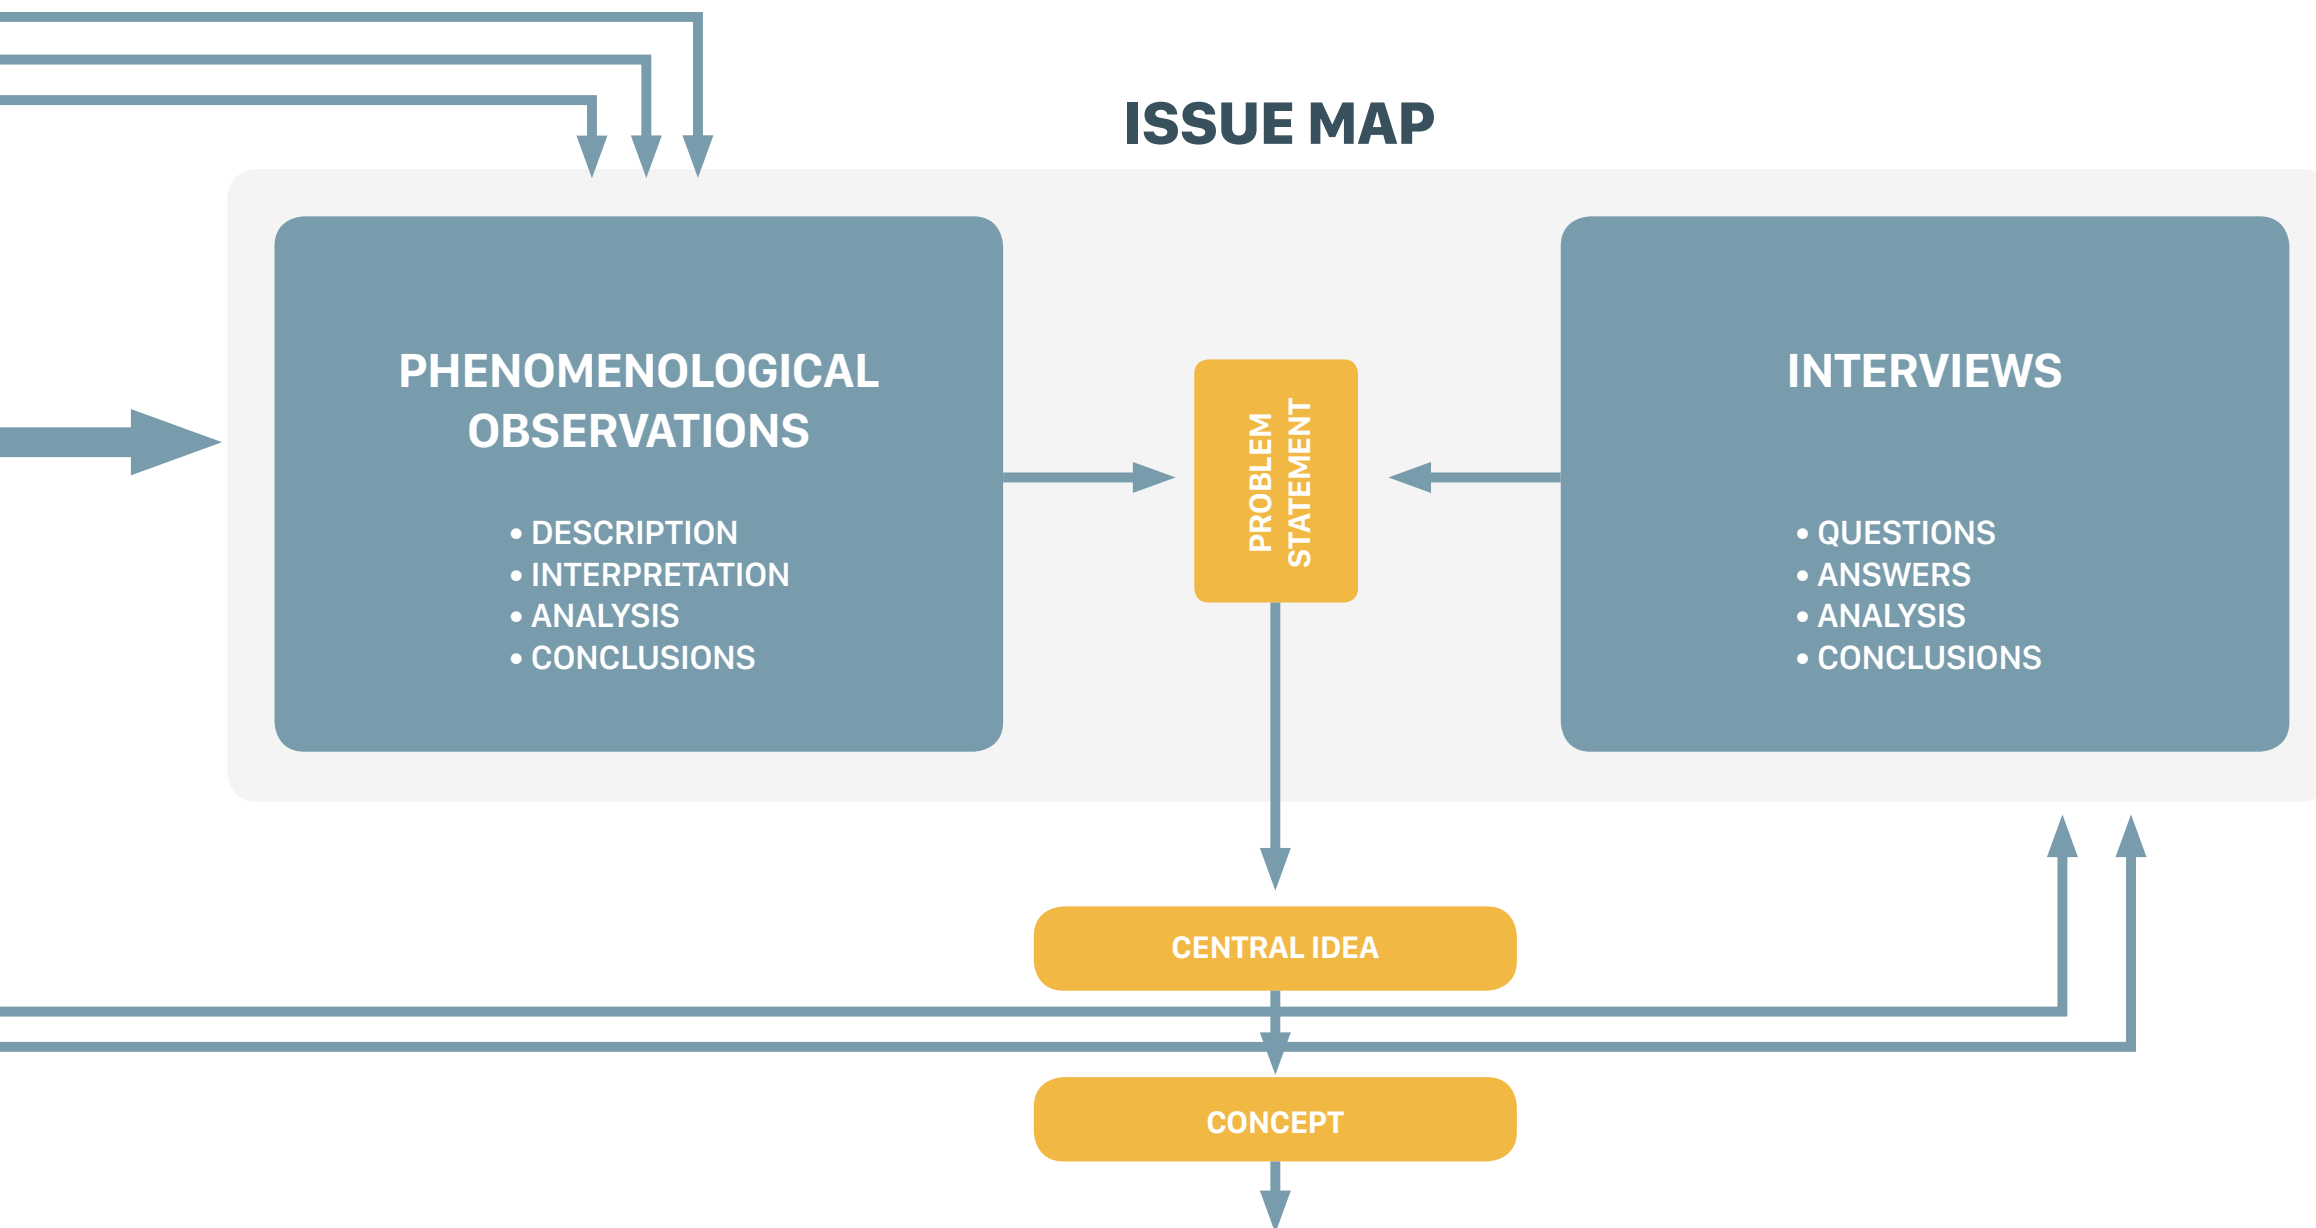 ISSUE MAP
PHENOMENOLOGICAL
OBSERVATIONS
• DESCRIPTION
• INTERPRETATION
• ANALYSIS
• CONCLUSIONS
PROBLEM
STATEMENT
INTERVIEWS
• QUESTIONS
• ANSWERS
• ANALYSIS
• CONCLUSIONS
CENTRAL IDEA
CONCEPT